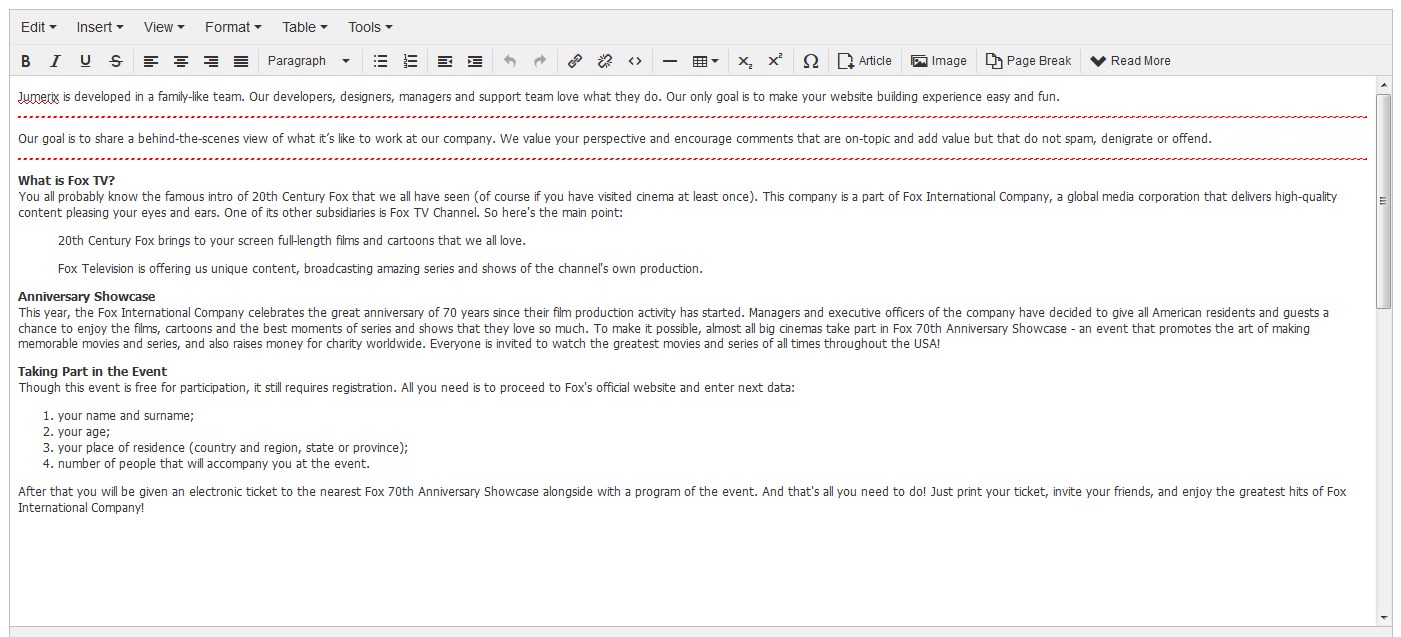 Edit Insert View Format Table Tools
B I U S Paragraph Article Image Page Break Read More
Jumerix is developed in a family-like team. Our developers, designers, managers and support team love what they do. Our only goal is to make your website building experience easy and fun.
Our goal is to share a behind-the-scenes view of what it’s like to work at our company. We value your perspective and encourage comments that are on-topic and add value but that do not spam, denigrate or offend.
What is Fox TV?
You all probably know the famous intro of 20th Century Fox that we all have seen (of course if you have visited cinema at least once). This company is a part of Fox International Company, a global media corporation that delivers high-quality
content pleasing your eyes and ears. One of its other subsidiaries is Fox TV Channel. So here's the main point:
20th Century Fox brings to your screen full-length films and cartoons that we all love.
Fox Television is offering us unique content, broadcasting amazing series and shows of the channel's own production.
Anniversary Showcase
This year, the Fox International Company celebrates the great anniversary of 70 years since their film production activity has started. Managers and executive officers of the company have decided to give all American residents and guests a
chance to enjoy the films, cartoons and the best moments of series and shows that they love so much. To make it possible, almost all big cinemas take part in Fox 70th Anniversary Showcase - an event that promotes the art of making
memorable movies and series, and also raises money for charity worldwide. Everyone is invited to watch the greatest movies and series of all times throughout the USA!
Taking Part in the Event
Though this event is free for participation, it still requires registration. All you need is to proceed to Fox's official website and enter next data:
1. your name and surname;
2. your age;
3. your place of residence (country and region, state or province);
4. number of people that will accompany you at the event.
After that you will be given an electronic ticket to the nearest Fox 70th Anniversary Showcase alongside with a program of the event. And that's all you need to do! Just print your ticket, invite your friends, and enjoy the greatest hits of Fox
International Company!